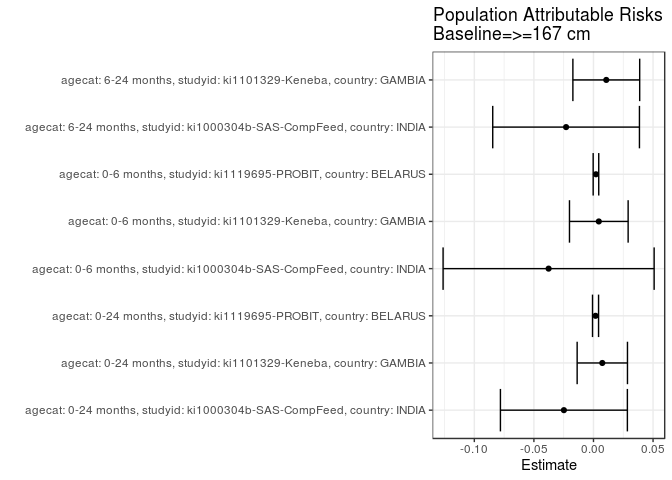 Population Attributable Risks
Baseline=>=167 cm
agecat: 6-24 months, studyid: ki1101329-Keneba, country: GAMBIA
agecat: 6-24 months, studyid: ki1000304b-SAS-CompFeed, country: INDIA
agecat: 0-6 months, studyid: ki1119695-PROBIT, country: BELARUS
agecat: 0-6 months, studyid: ki1101329-Keneba, country: GAMBIA
agecat: 0-6 months, studyid: ki1000304b-SAS-CompFeed, country: INDIA
agecat: 0-24 months, studyid: ki1119695-PROBIT, country: BELARUS
agecat: 0-24 months, studyid: ki1101329-Keneba, country: GAMBIA
agecat: 0-24 months, studyid: ki1000304b-SAS-CompFeed, country: INDIA
-0.10 -0.05 0.00 0.05
Estimate